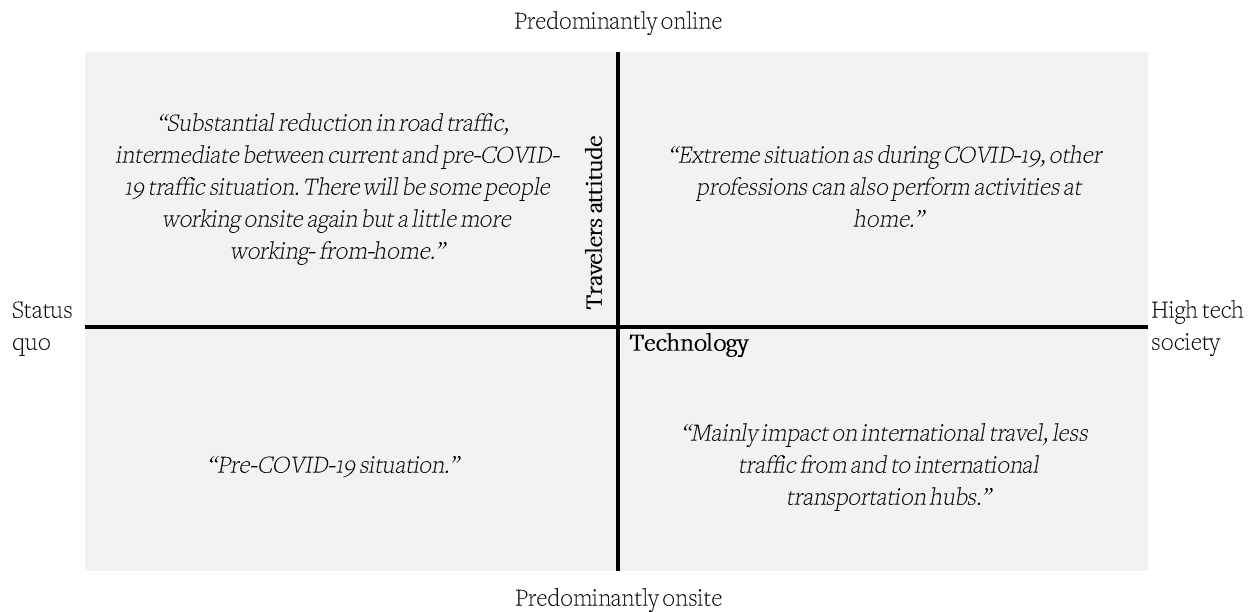 Predominantly online
“Substantial reduction in road traffic,
intermediate between current and pre-COVID-
19 traffic situation. There will be some people
working onsite again but a little more
working- from-home.”
Travelers attitude
“Extreme situation as during COVID-19, other
professions can also perform activities at
home.”
Status
quo
High tech
society
Technology
“Pre-COVID-19 situation.”
“Mainly impact on international travel, less
traffic from and to international
transportation hubs.”
Predominantly onsite